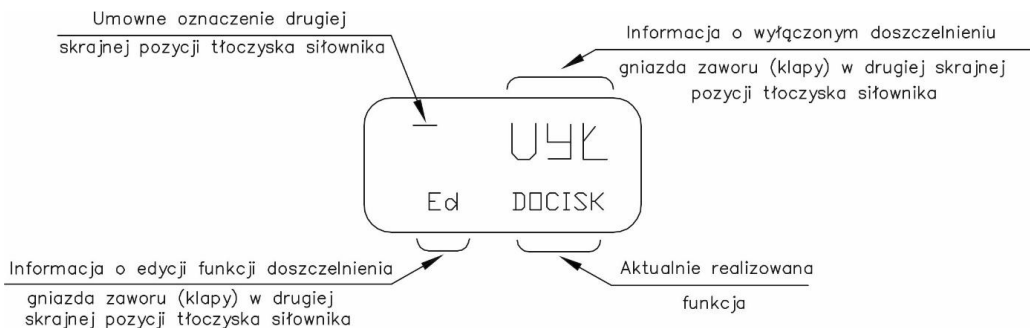 Umowne oznaczenie drugiej
skrajnej pozycji tłoczyska siłownika
Informacja o wyłączonym doszczelnieniu
gniazda zaworu (klapy) w drugiej skrajnej
pozycji tłoczyska siłownika
WYŁ
Ed DOCISK
Informacja o edycji funkcji doszczelnienia
gniazda zaworu (klapy) w drugiej
skrajnej pozycji tłoczyska siłownika
Aktualnie realizowana
funkcja